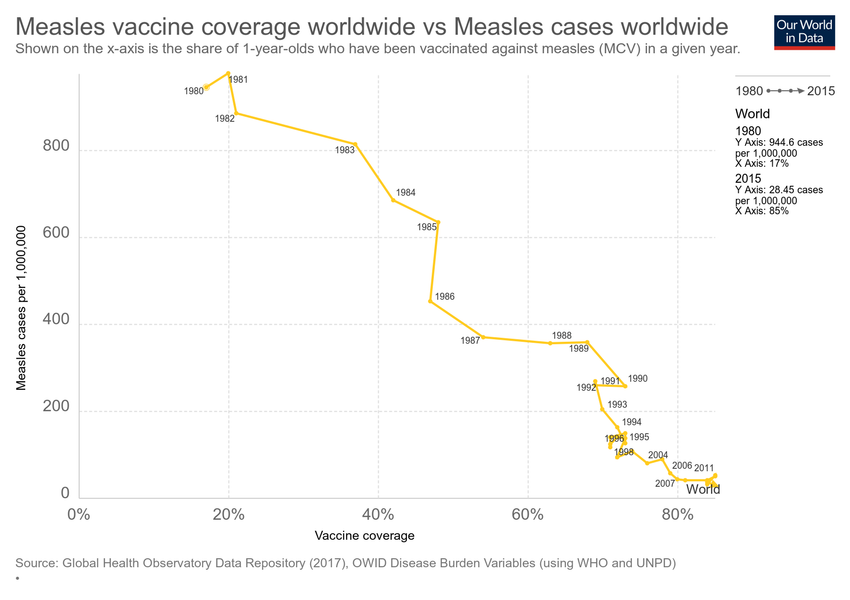 Measles vaccine coverage worldwide vs Measles cases worldwide
Shown on the x-axis is the share of 1-year-olds who have been vaccinated against measles (MCV) in a given year.
Our World
in Data
1980
2015
World
1980
Y Axis: 944.6 cases
per 1,000,000
X Axis: 17%
2015
Y Axis: 28.45 cases
per 1,000,000
X Axis: 85%
Measles cases per 1,000,000
800
600
400
200
0
1980
1981
1982
1983
1984
1985
1986
1987
1988
1989
1990
1991
1992
1993
1994
1995
1996
1998
2004
2006
2011
2007
World
0%
20%
40%
60%
80%
Vaccine coverage
Source: Global Health Observatory Data Repository (2017), OWID Disease Burden Variables (using WHO and UNPD)
•